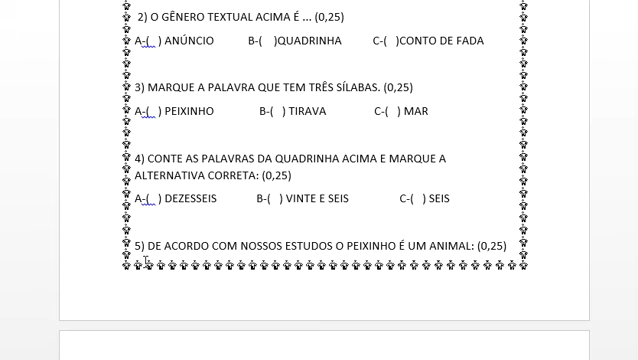 2) O GÊNERO TEXTUAL ACIMA É ... (0,25)
A-(   ) ANÚNCIO   B-(   )QUADRINHA   C-(   )CONTO DE FADA
3) MARQUE A PALAVRA QUE TEM TRÊS SÍLABAS. (0,25)
A-(   ) PEIXINHO   B-(   ) TIRAVA   C-(   ) MAR
4) CONTE AS PALAVRAS DA QUADRINHA ACIMA E MARQUE A
ALTERNATIVA CORRETA: (0,25)
A-(   ) DEZESSEIS   B-(   ) VINTE E SEIS   C-(   ) SEIS
5) DE ACORDO COM NOSSOS ESTUDOS O PEIXINHO É UM ANIMAL: (0,25)